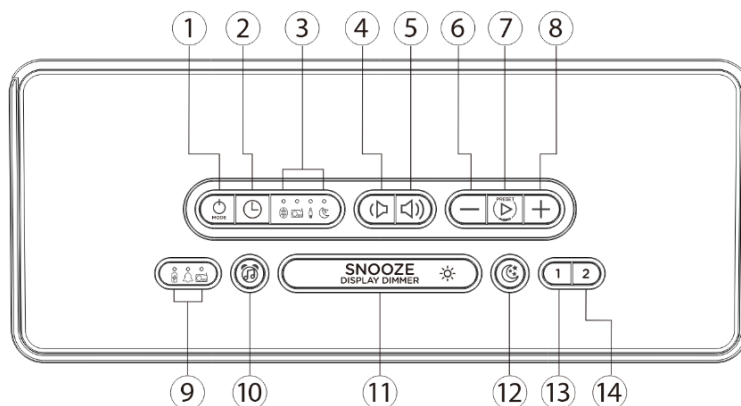 1 2 3 4 5 6 7 8
MODE
PRESET
SNOOZE
DISPLAY DIMMER
1 2
9 10 11 12 13 14